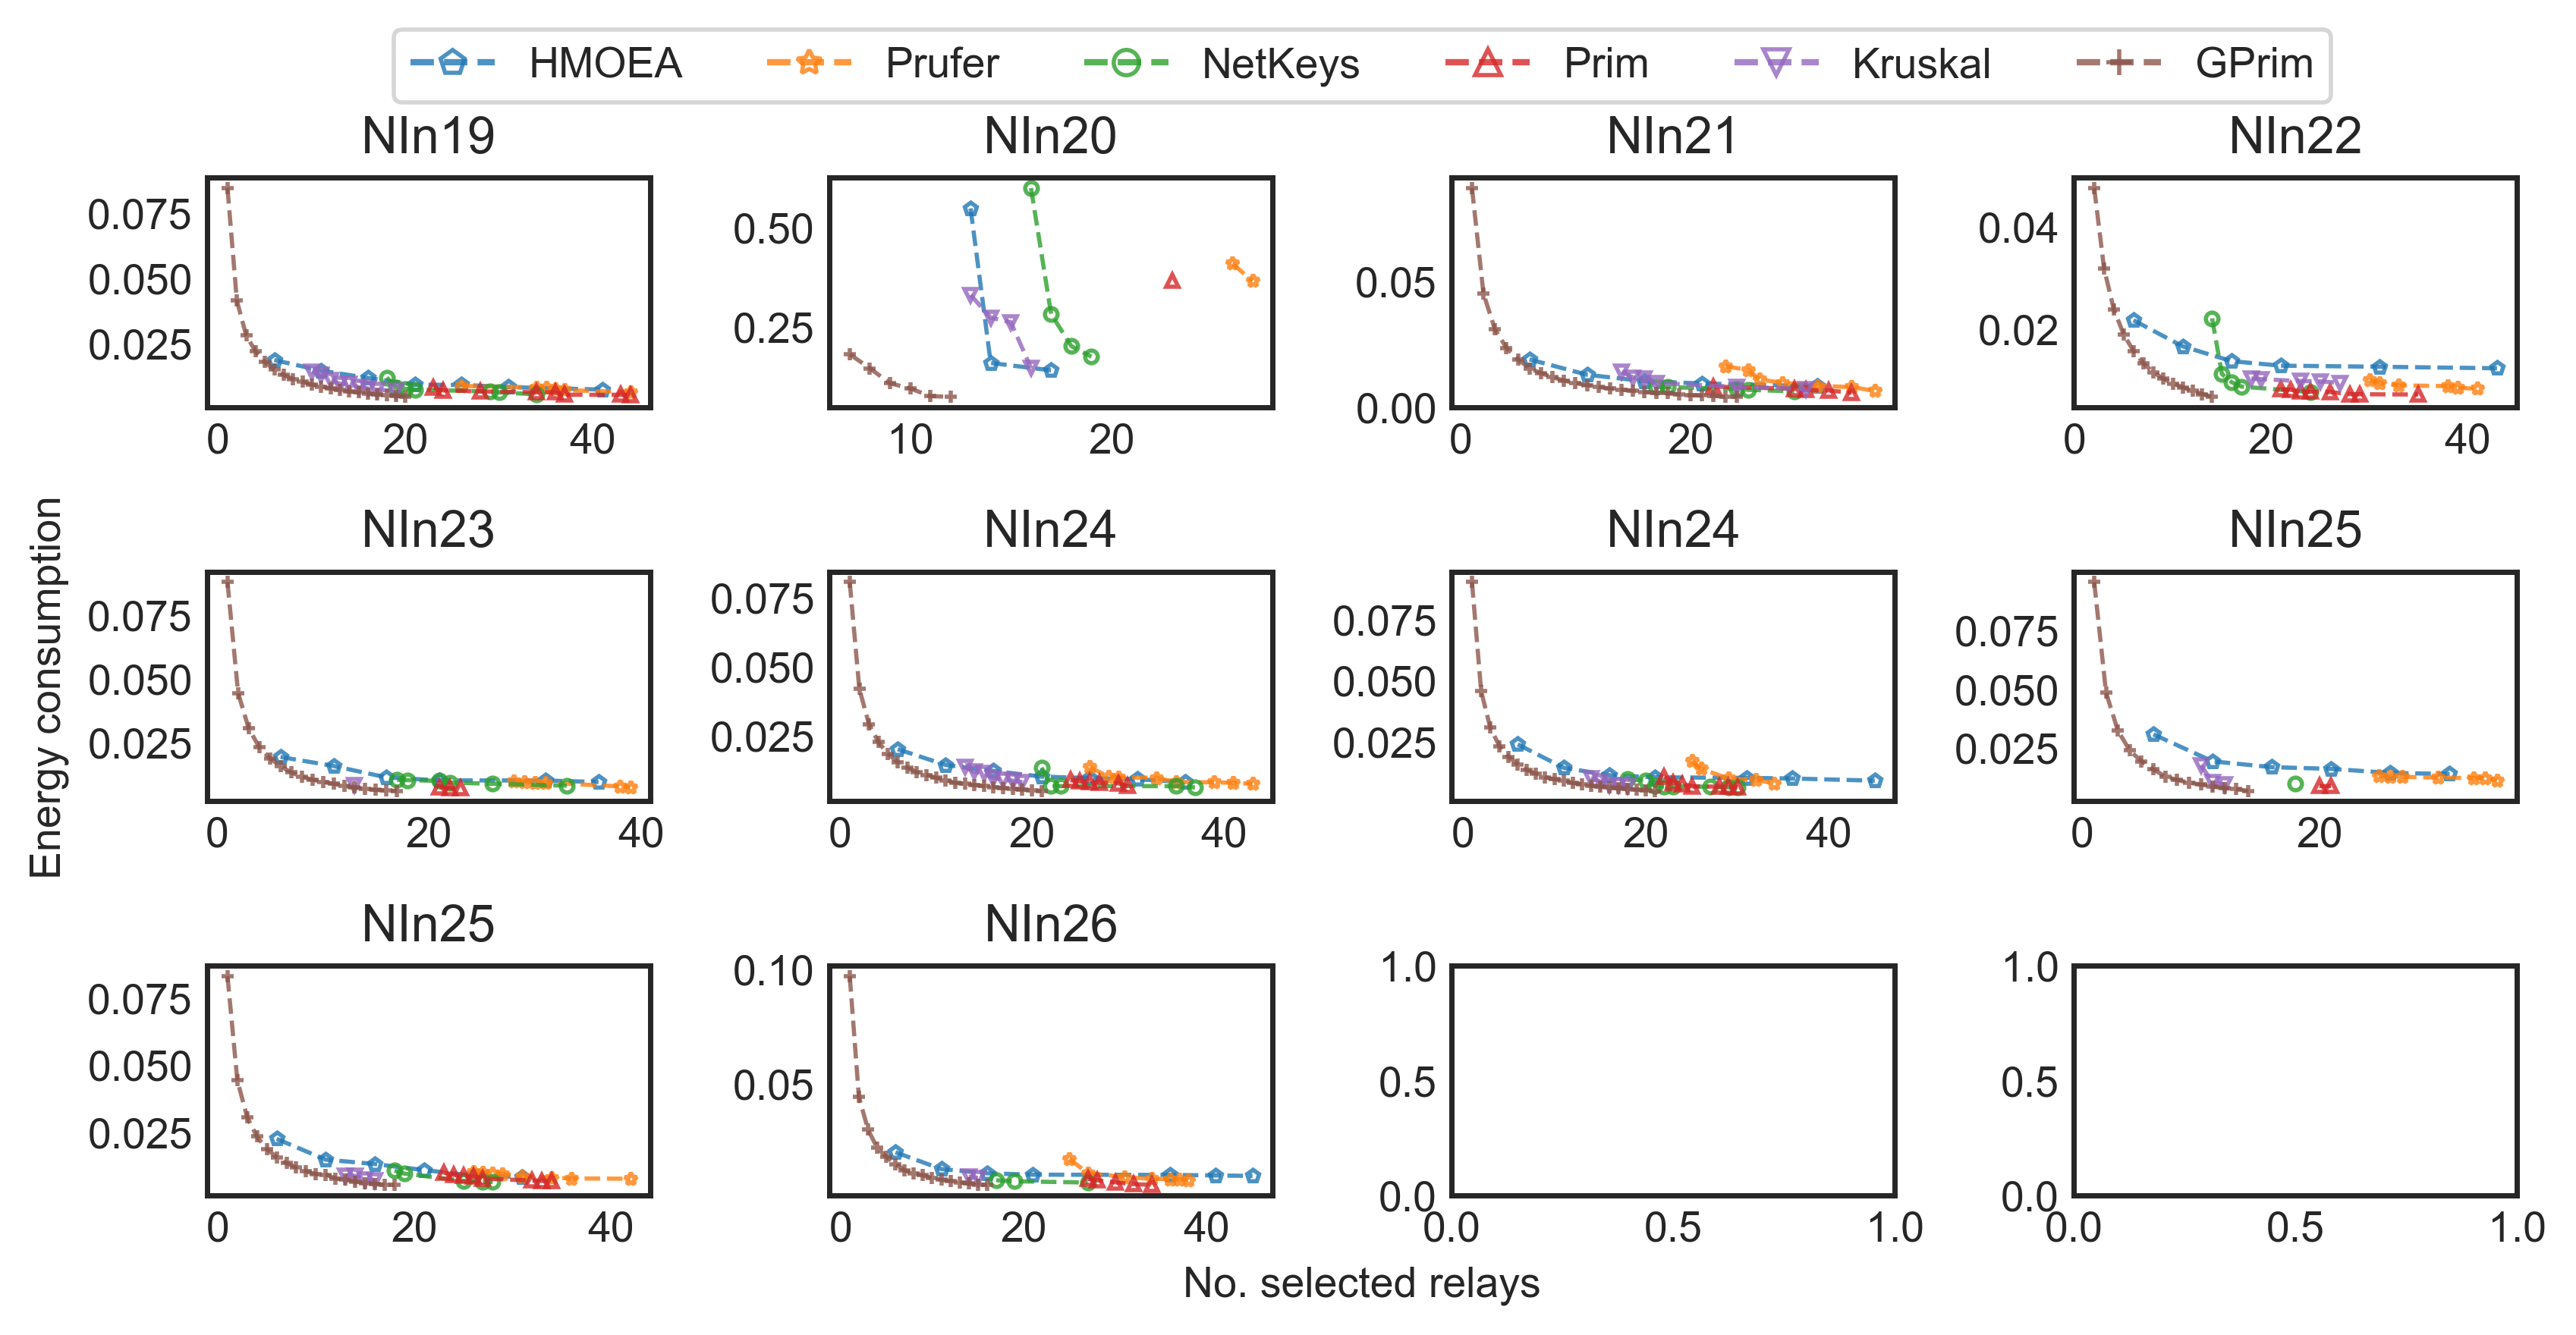 HMOEA Prufer NetKeys Prim Kruskal GPrim
NIn19 NIn20 NIn21 NIn22
0.075 0.050 0.025
0 20 40
0.50 0.25
10 20
0.05 0.00
0 20
0.04 0.02
0 20 40
Energy consumption
NIn23 NIn24 NIn24 NIn25
0.075 0.050 0.025
0 20 40
0.075 0.050 0.025
0 20 40
0.075 0.050 0.025
0 20 40
0.075 0.050 0.025
0 20
NIn25 NIn26
0.075 0.050 0.025
0 20 40
0.10 0.05
0 20 40
1.0 0.5 0.0
0.0 0.5 1.0
1.0 0.5 0.0
0.0 0.5 1.0
No. selected relays